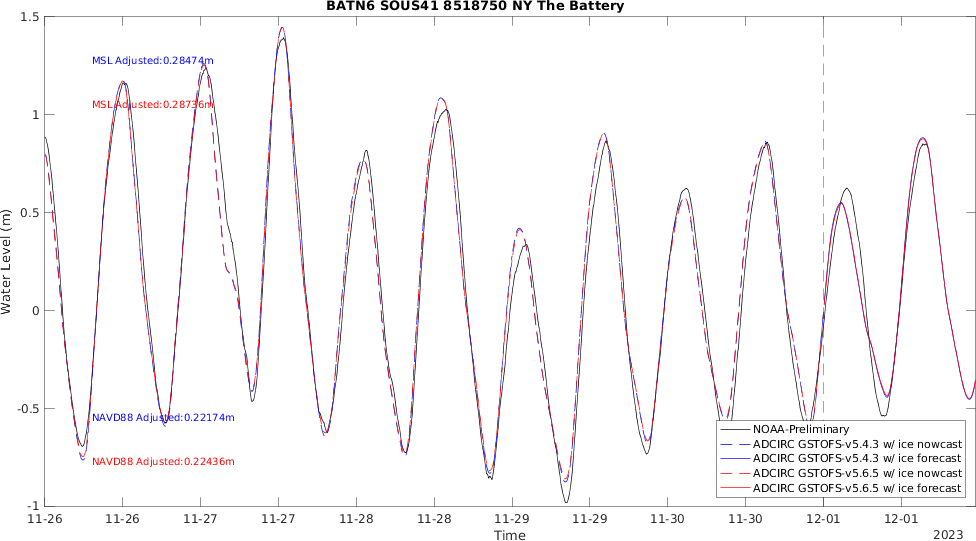 BATN6 SOUS41 8518750 NY The Battery
1.5
1
0.5
0
-0.5
-1
Water Level (m)
MSL Adjusted:0.28474m
MSL Adjusted:0.28736m
NAVD88 Adjusted:0.22174m
NAVD88 Adjusted:0.22436m
NOAA-Preliminary
ADCIRC GSTOFS-v5.4.3 w/ ice nowcast
ADCIRC GSTOFS-v5.4.3 w/ ice forecast
ADCIRC GSTOFS-v5.6.5 w/ ice nowcast
ADCIRC GSTOFS-v5.6.5 w/ ice forecast
11-26 11-26 11-27 11-27 11-28 11-28 11-29 11-29 11-30 11-30 12-01 12-01
Time
2023